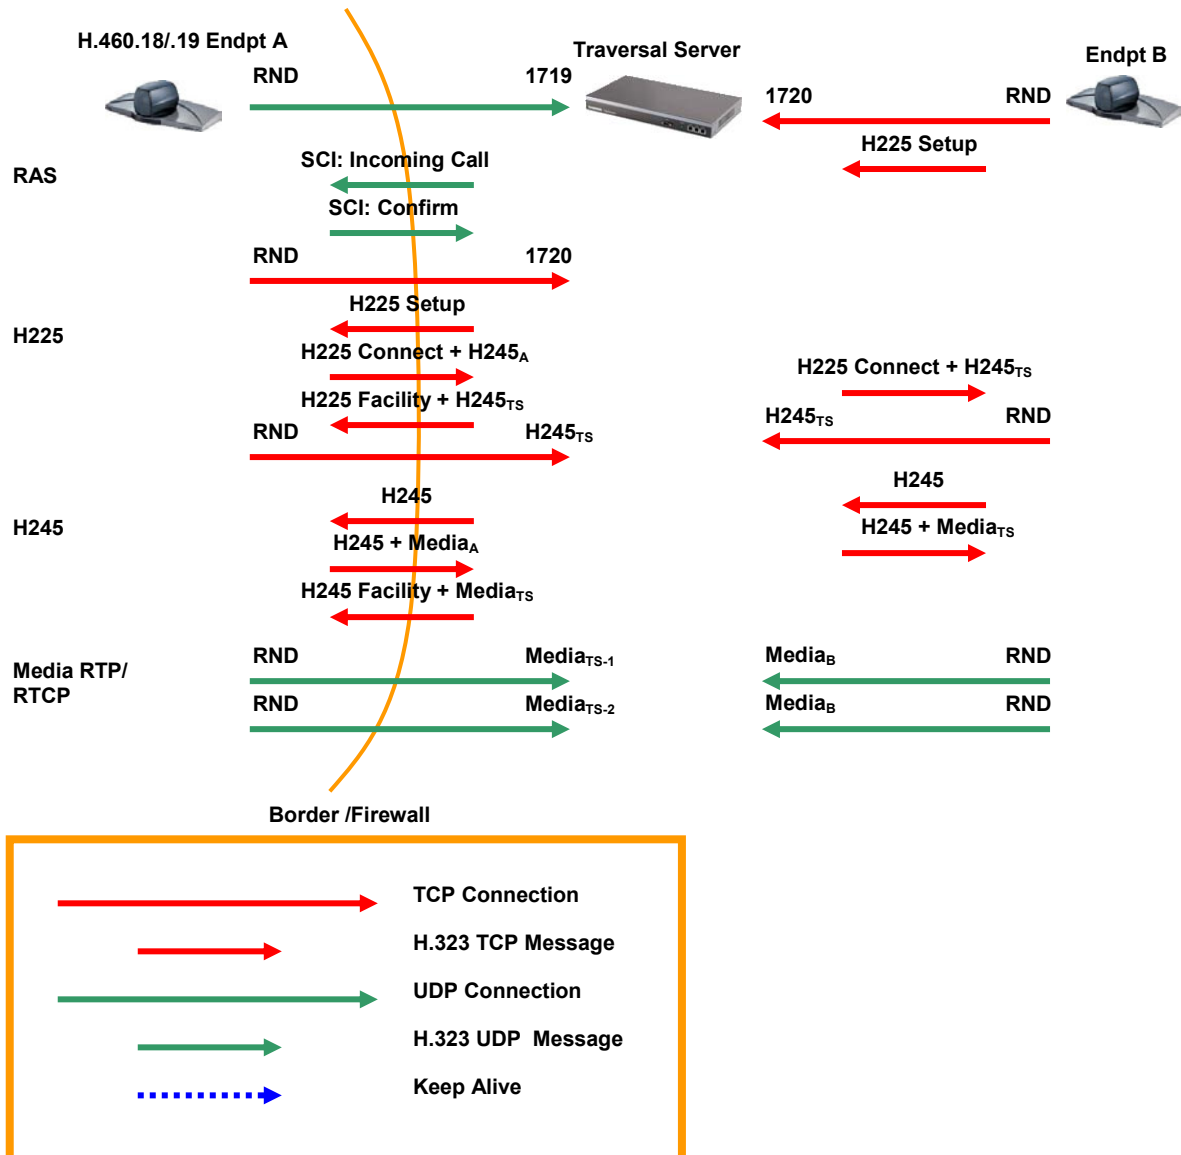 H.460.18/.19 Endpt A
Traversal Server
Endpt B
RND
1719
1720
RND
H225 Setup
SCI: Incoming Call
RAS
SCI: Confirm
RND
1720
H225 Setup
H225
H225 Connect + H245A
H225 Connect + H245TS
H225 Facility + H245TS
H245TS
RND
RND
H245TS
H245
H245
H245
H245 + MediaA
H245 + MediaTS
H245 Facility + MediaTS
Media RTP/
RTCP
RND
MediaTS-1
MediaB
RND
RND
MediaTS-2
MediaB
RND
Border /Firewall
TCP Connection
H.323 TCP Message
UDP Connection
H.323 UDP Message
Keep Alive